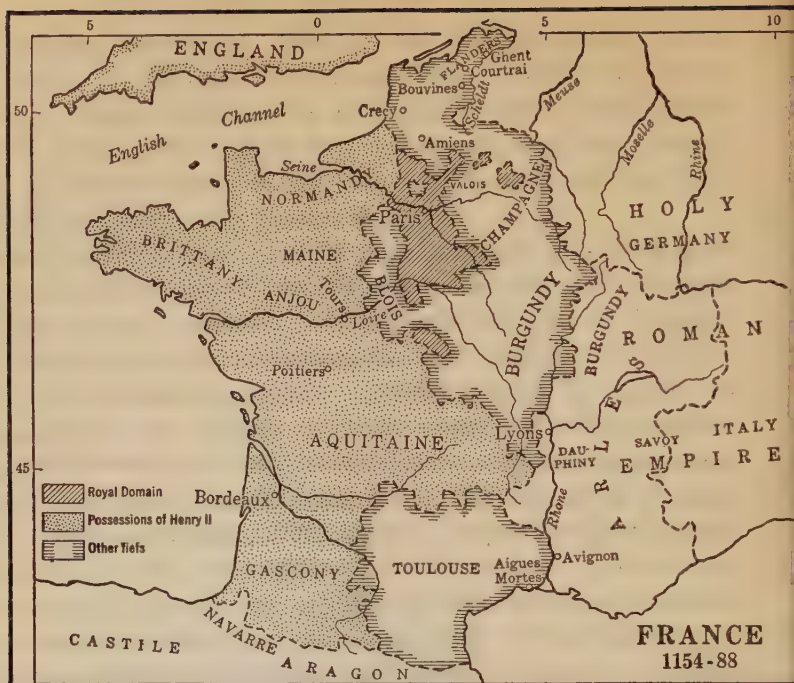 5 0 5 10
ENGLAND
FLANDERS
Ghent
Courtrai
Bouvines
50
Crecy
Scheldt
Meuse
English Channel
Amiens
Moselle
Rhine
Seine
NORMANDY
VALOIS
Paris
CHAMPAGNE
HOLY
GERMANY
BRITTANY
MAINE
ANJOU
Tours
Loire
BLOIS
BURGUNDY
BURGUNDY
ROMAN
Poitiers
ARLES
AQUITAINE
Lyons
DAU-
PHINY
SAVOY
ITALY
EMPIRE
45
Royal Domain
Bordeaux
Possessions of Henry II
Rhone
Other Fiefs
GASCONY
TOULOUSE
Aigues
Mortes
Avignon
NAVARRE
CASTILE
ARAGON
FRANCE
1154-88